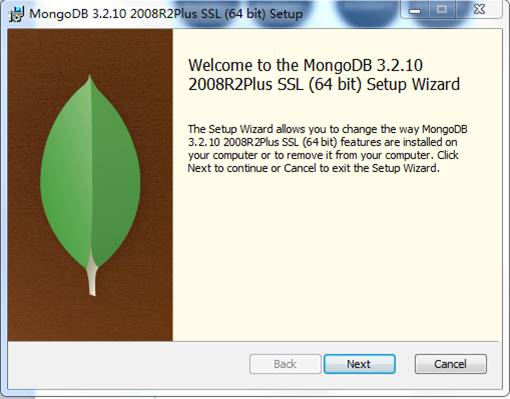 MongoDB 3.2.10 2008R2Plus SSL (64 bit) Setup
Welcome to the MongoDB 3.2.10
2008R2Plus SSL (64 bit) Setup Wizard
The Setup Wizard allows you to change the way MongoDB
3.2.10 2008R2Plus SSL (64 bit) features are installed on
your computer or to remove it from your computer. Click
Next to continue or Cancel to exit the Setup Wizard.
Back Next Cancel